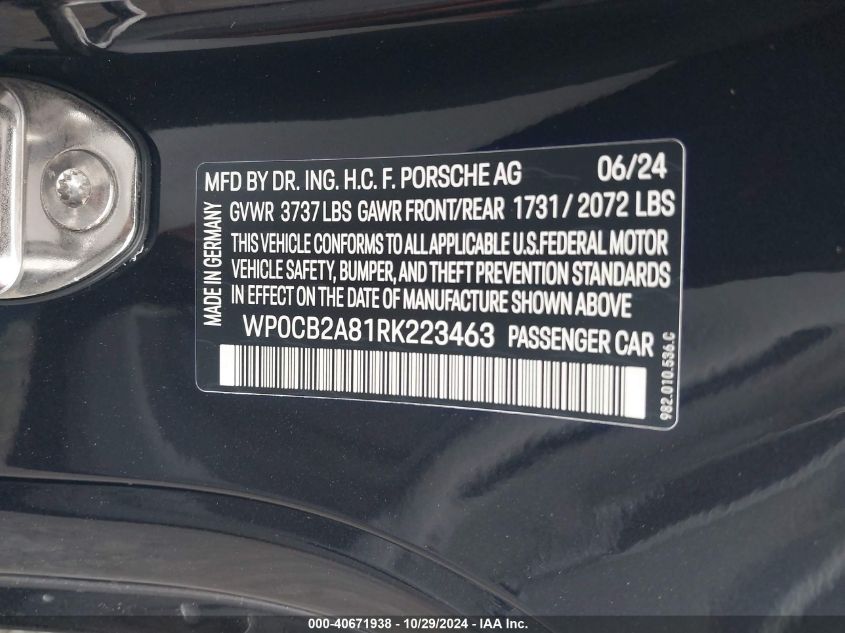 MFD BY DR. ING. H.C. F. PORSCHE AG 06/24
GVWR 3737 LBS GAWR FRONT/REAR 1731 / 2072 LBS
THIS VEHICLE CONFORMS TO ALL APPLICABLE U.S.FEDERAL MOTOR
VEHICLE SAFETY, BUMPER, AND THEFT PREVENTION STANDARDS
IN EFFECT ON THE DATE OF MANUFACTURE SHOWN ABOVE
WP0CB2A81RK223463 PASSENGER CAR
MADE IN GERMANY
982.010.536.C
000-40671938 - 10/29/2024 - IAA Inc.